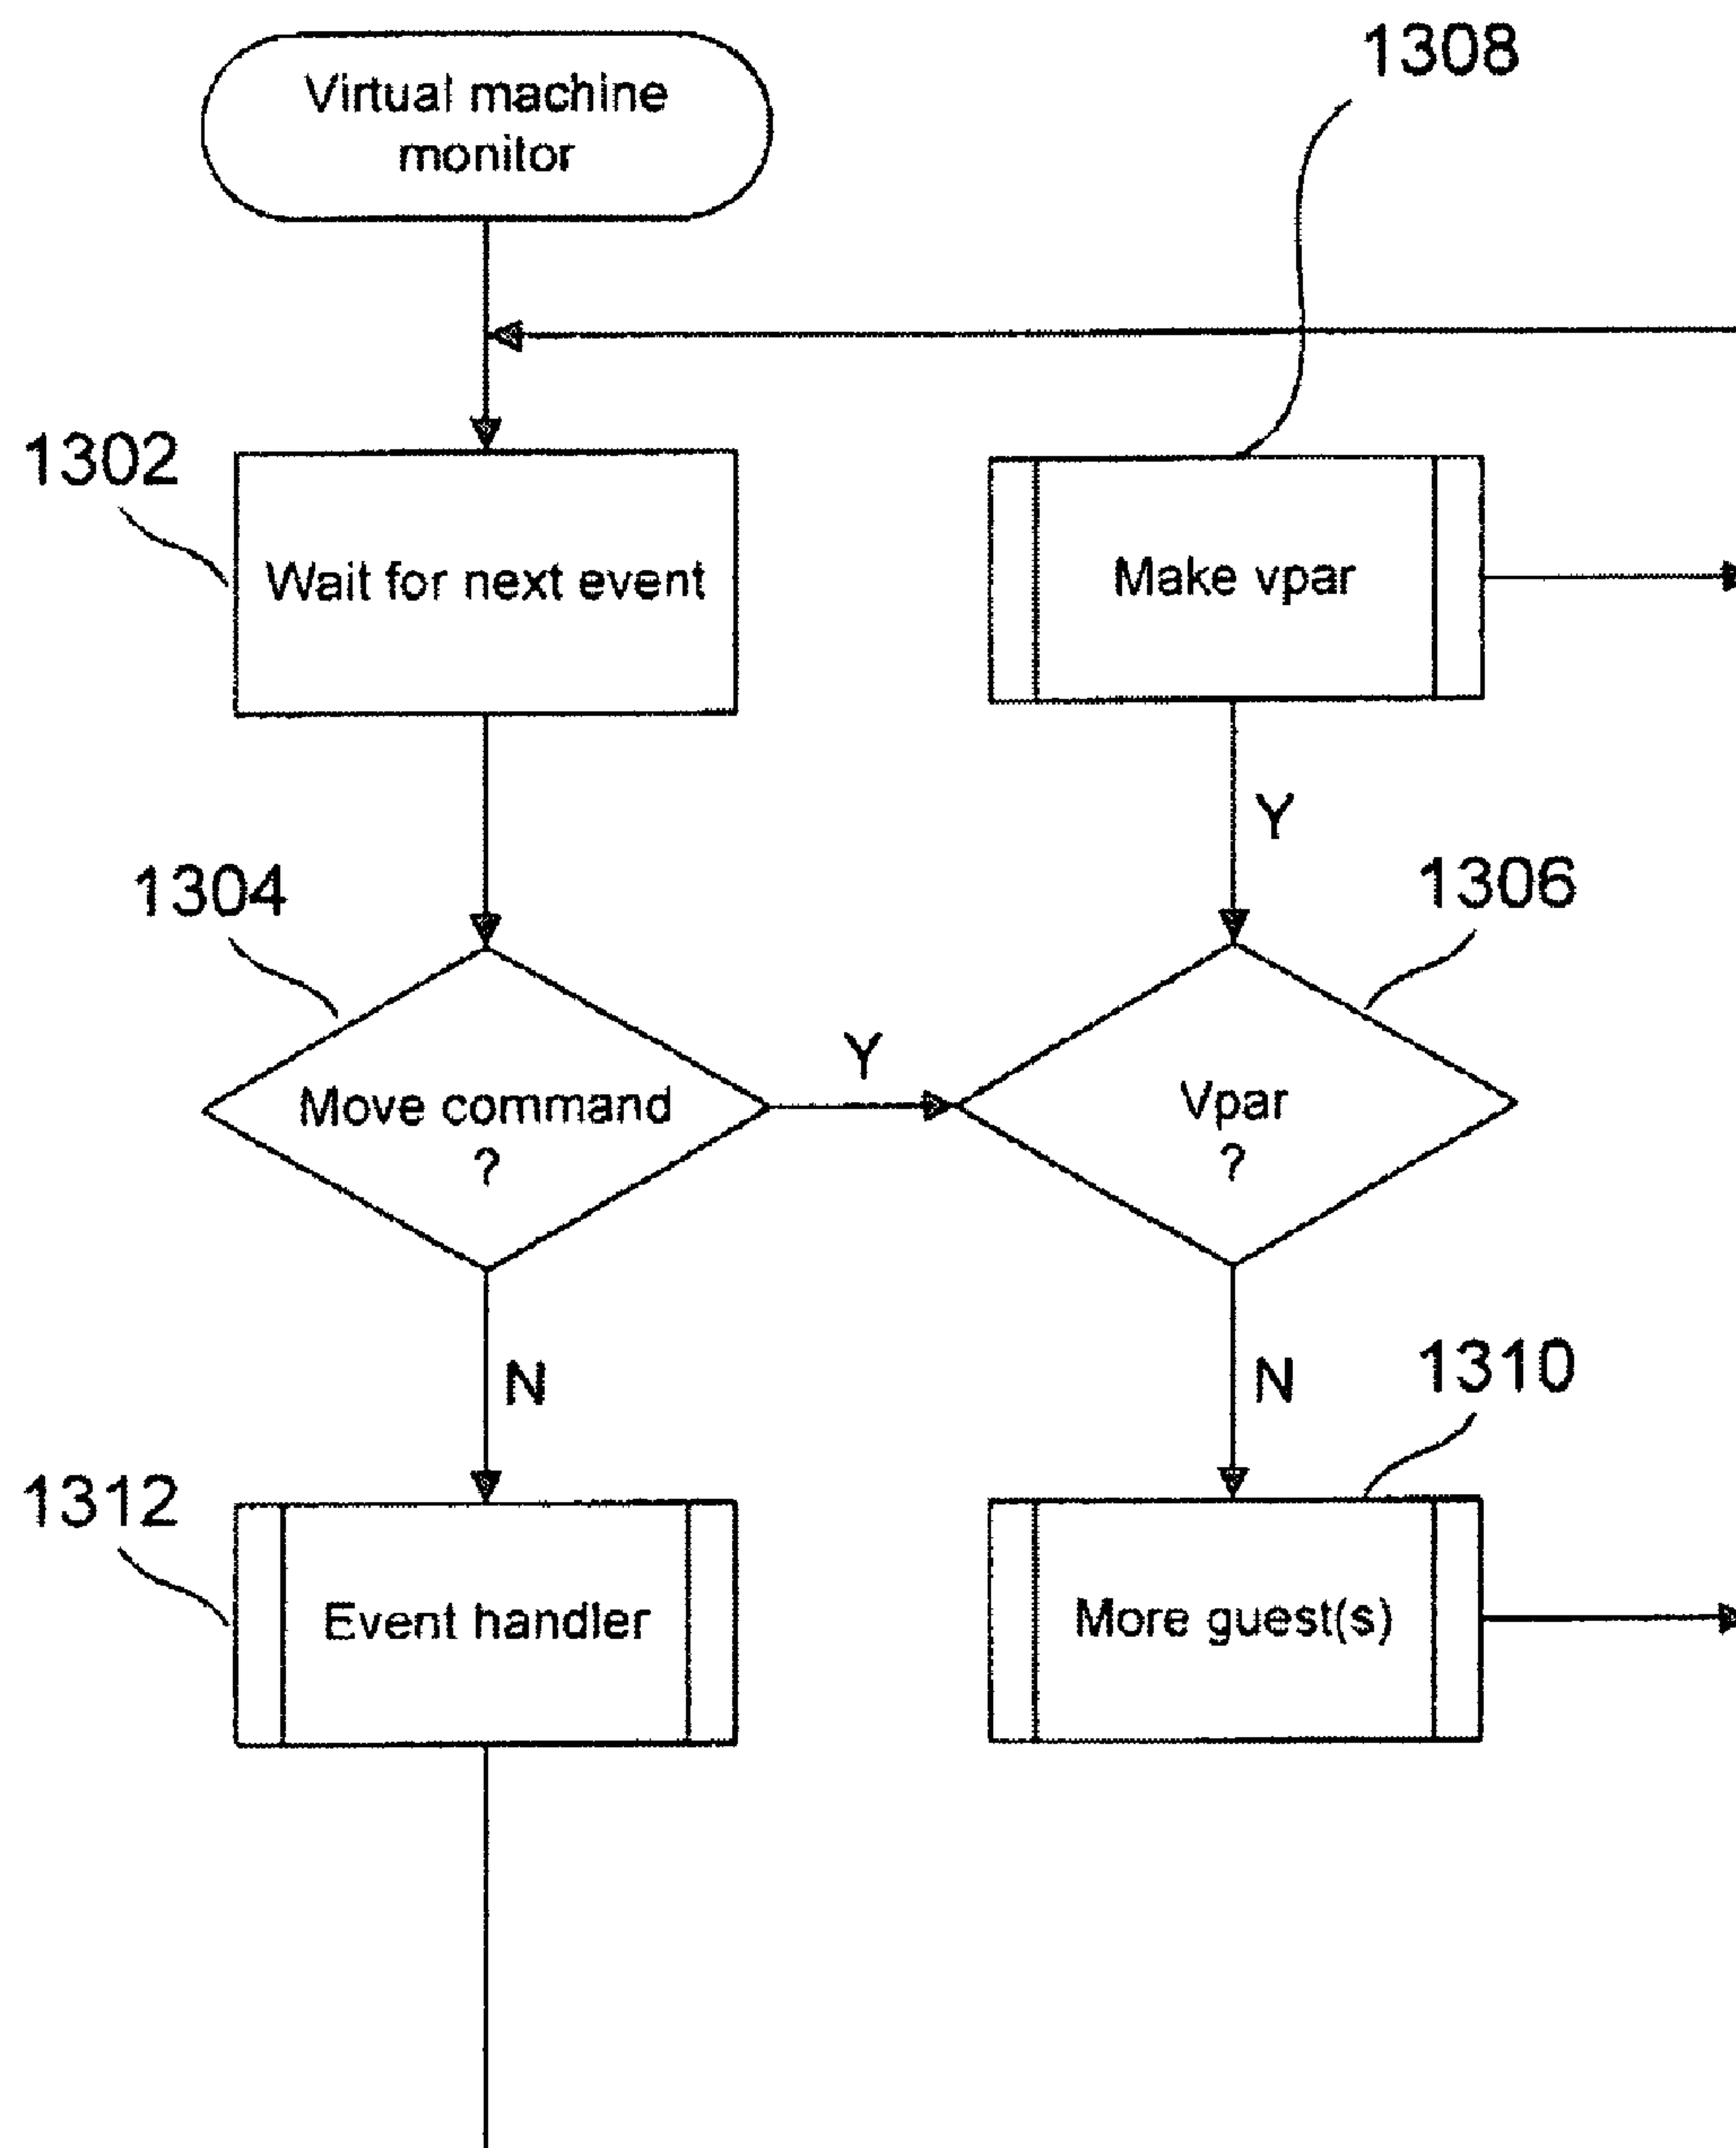 1308
Virtual machine
monitor
1302
Wait for next event
Make vpar
Y
1304
1306
Y
Move command
?
Vpar
?
N
N
1310
1312
Event handler
More guest(s)